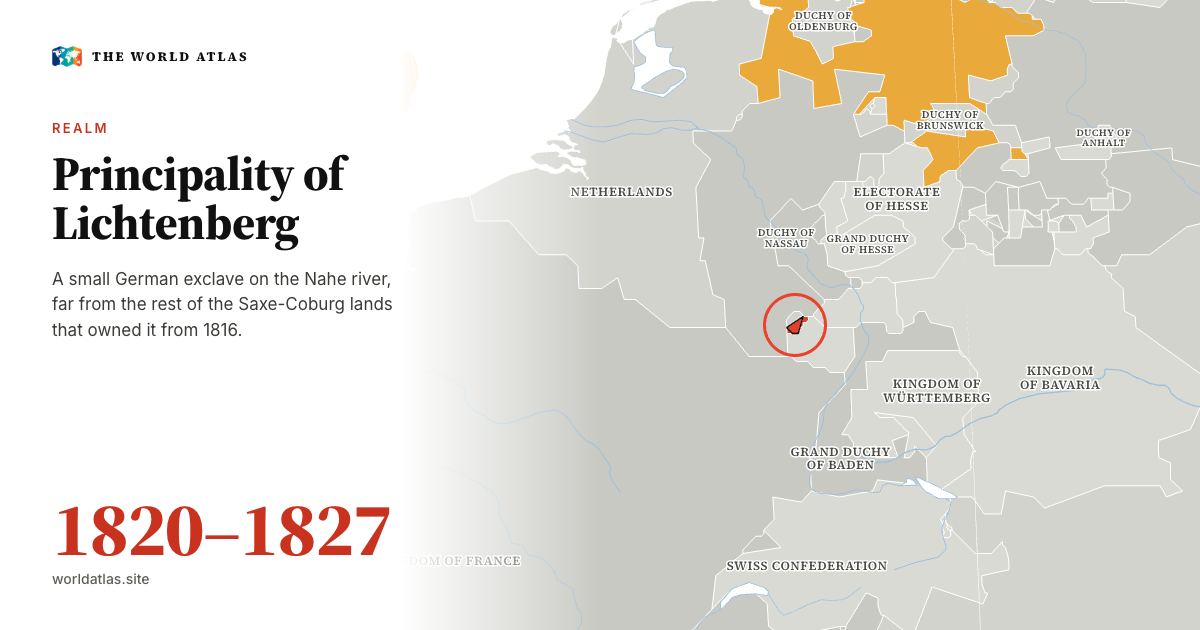 THE WORLD ATLAS
REALM
Principality of
Lichtenberg
A small German exclave on the Nahe river,
far from the rest of the Saxe-Coburg lands
that owned it from 1816.
1820–1827
worldatlas.site
DUCHY OF
OLDENBURG
DUCHY OF
BRUNSWICK
DUCHY OF
ANHALT
NETHERLANDS
ELECTORATE
OF HESSE
DUCHY OF
NASSAU
GRAND DUCHY
OF HESSE
KINGDOM OF
WÜRTTEMBERG
KINGDOM
OF BAVARIA
GRAND DUCHY
OF BADEN
DOM OF FRANCE
SWISS CONFEDERATION